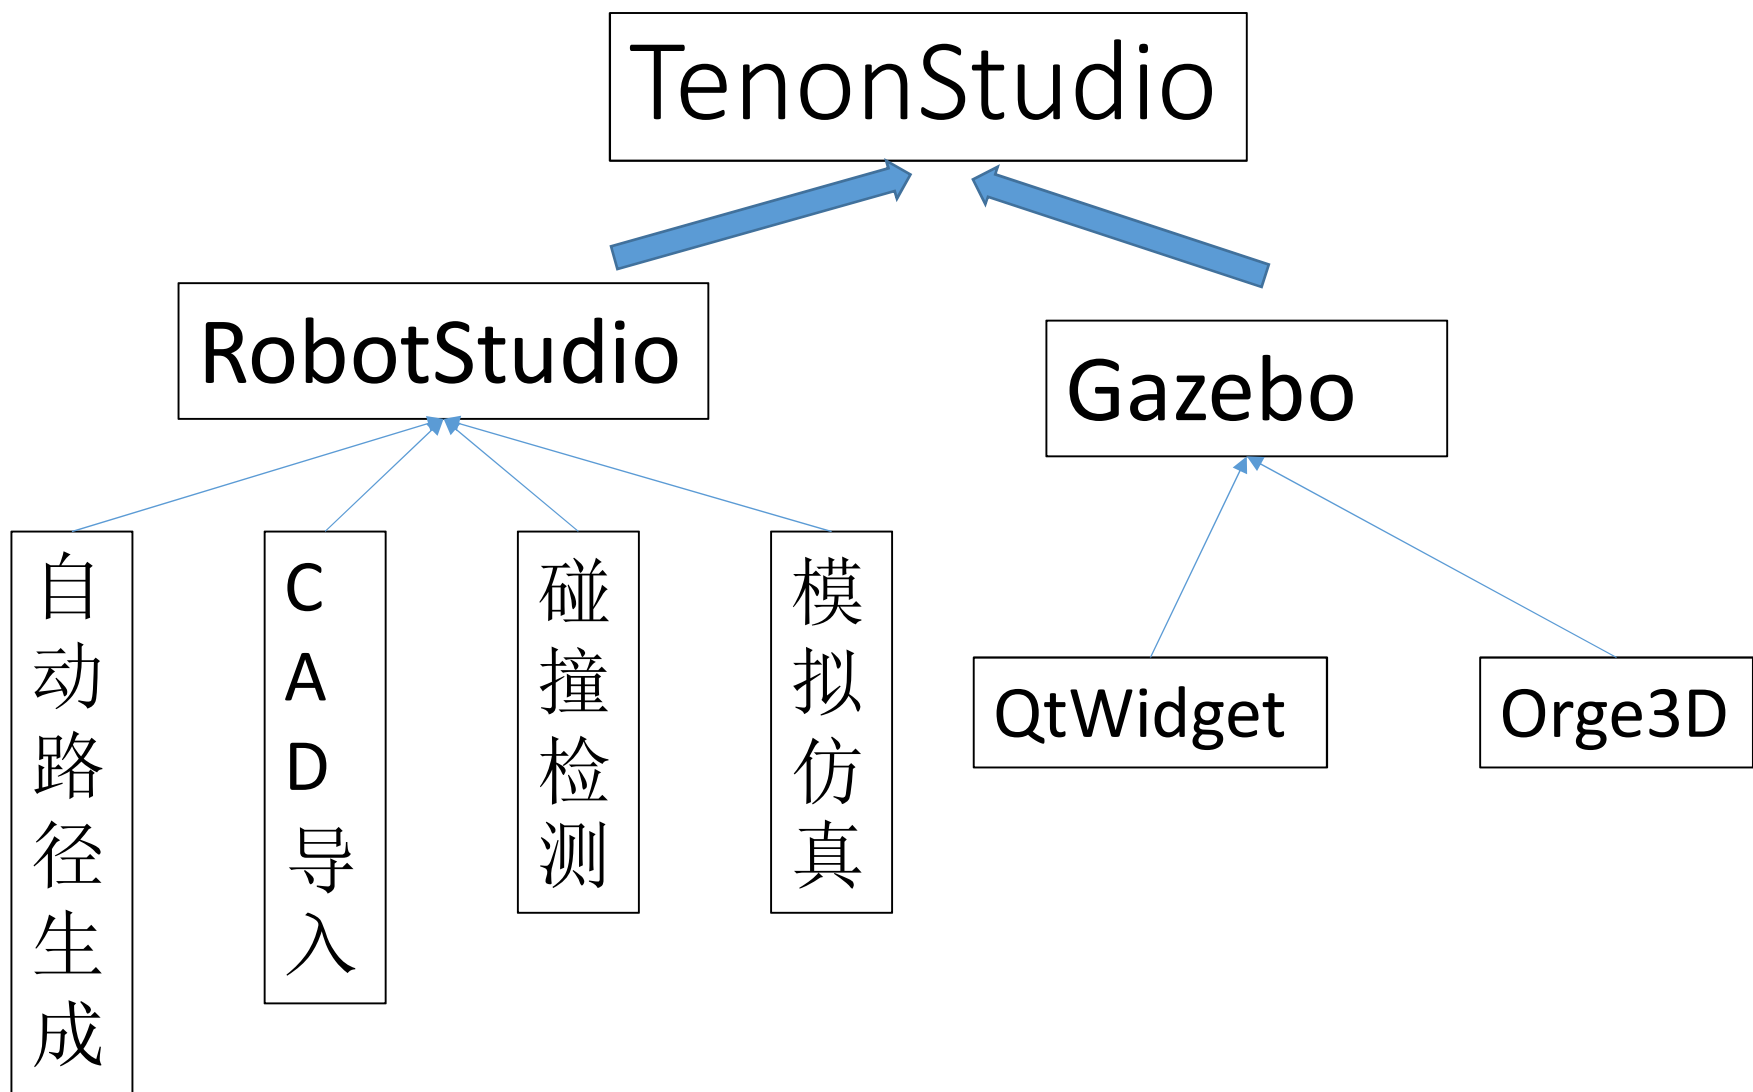 TenonStudio
RobotStudio
Gazebo
自动路径生成
CAD导入
碰撞检测
模拟仿真
QtWidget
Orge3D